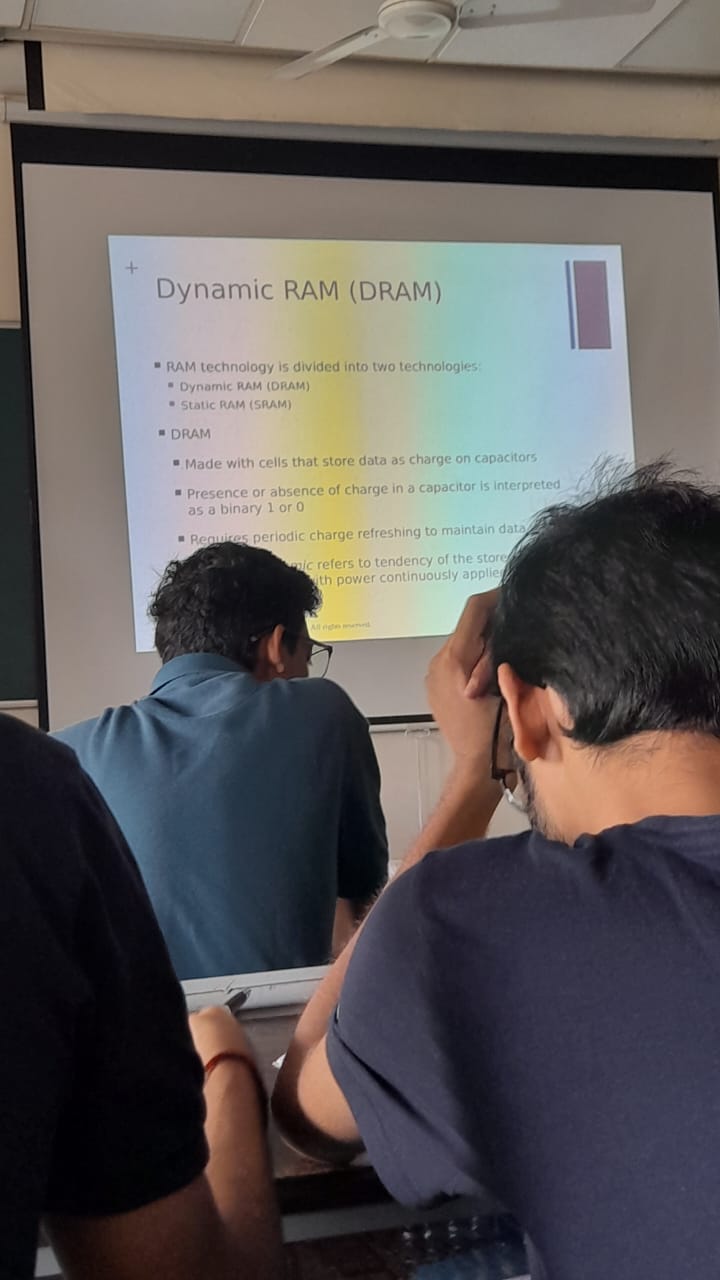 +
Dynamic RAM (DRAM)
▪ RAM technology is divided into two technologies:
▪ Dynamic RAM (DRAM)
▪ Static RAM (SRAM)
▪ DRAM
▪ Made with cells that store data as charge on capacitors
▪ Presence or absence of charge in a capacitor is interpreted
as a binary 1 or 0
▪ Requires periodic charge refreshing to maintain data
refers to tendency of the
with power continuously
All rights reserved.